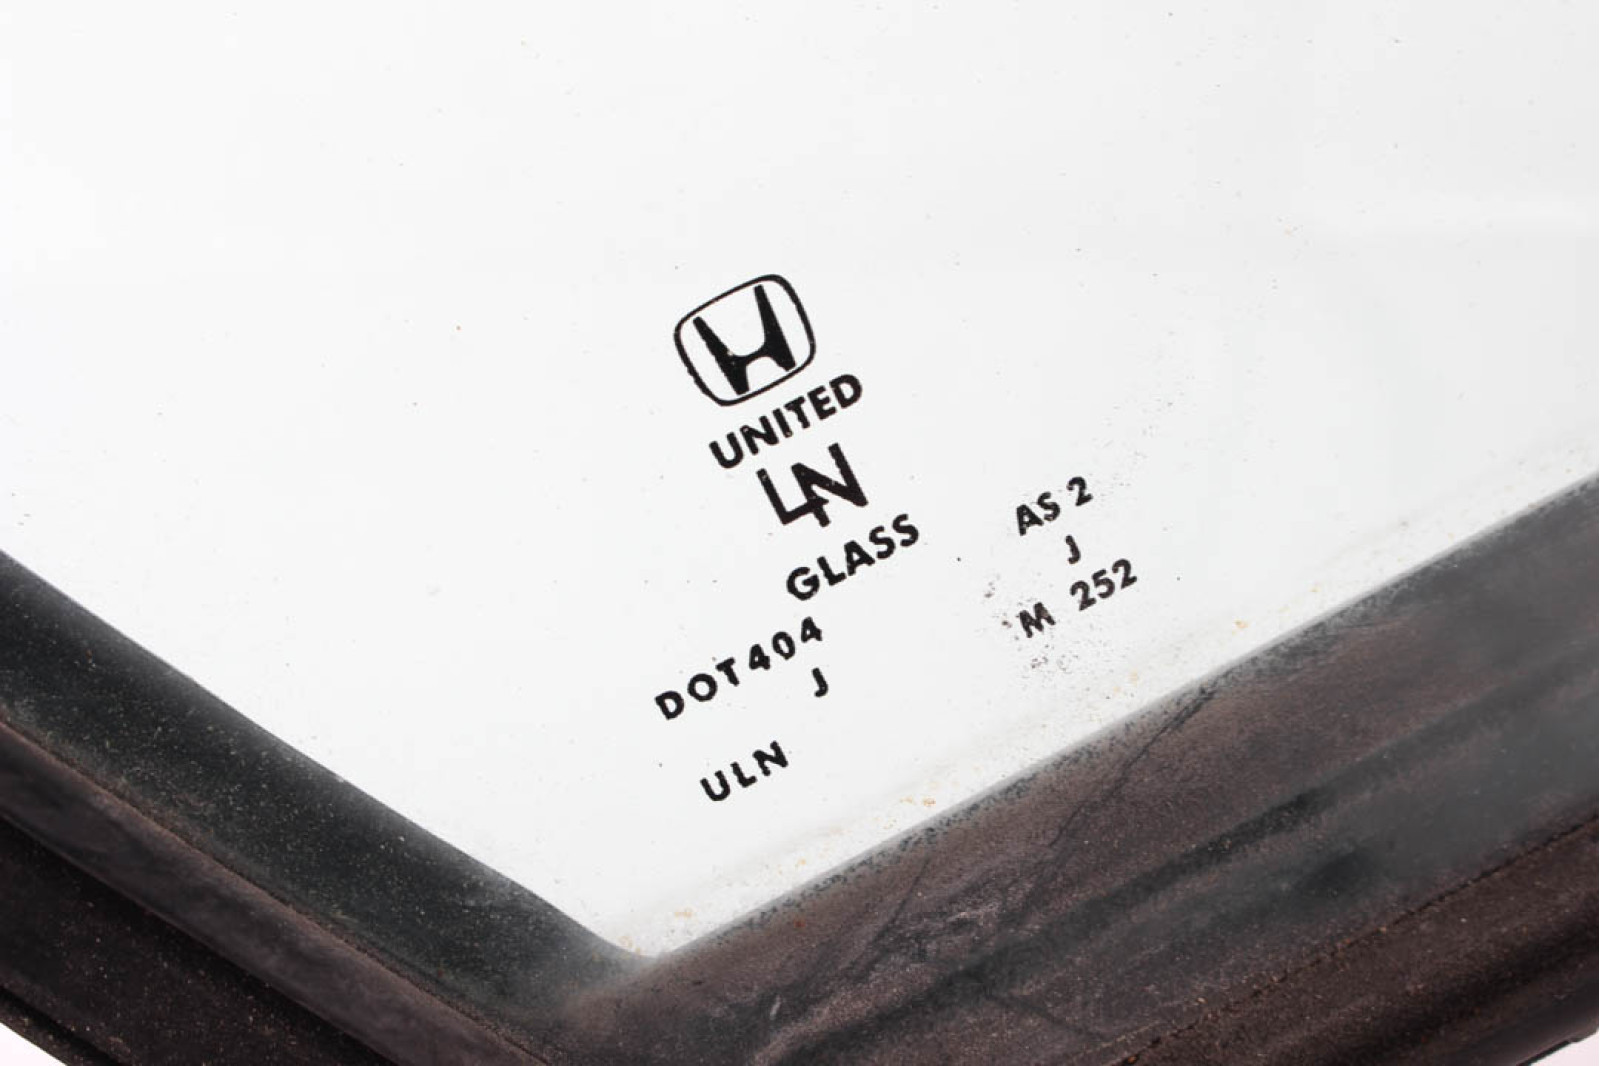 UNITED
LN
GLASS
DOT404 AS 2
J J
ULN M 252